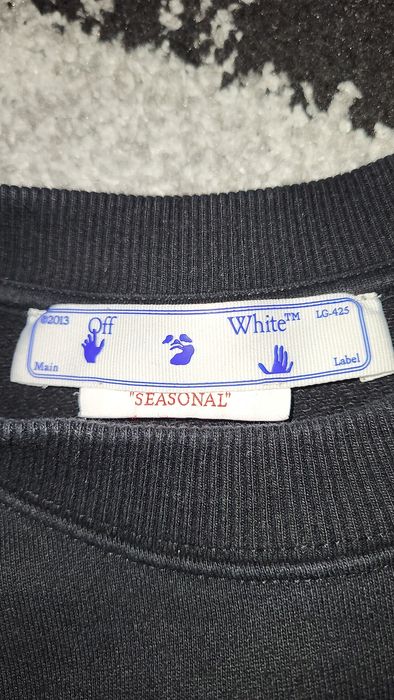 ©2013 Off White™ LG-425
Main Label
"SEASONAL"